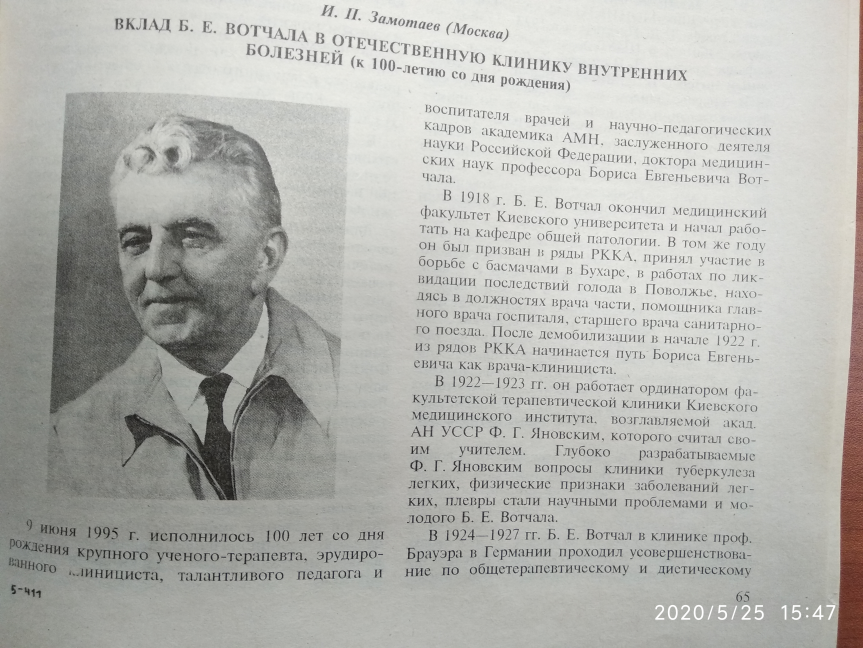 И. П. Замотаев (Москва)
ВКЛАД Б. Е. ВОТЧАЛА В ОТЕЧЕСТВЕННУЮ КЛИНИКУ ВНУТРЕННИХ
БОЛЕЗНЕЙ (к 100-летию со дня рождения)
9 июня 1995 г. исполнилось 100 лет со дня
рождения крупного ученого-терапевта, эрудиро-
ванного клинициста, талантливого педагога и
5-411
воспитателя врачей и научно-педагогических
кадров академика АМН, заслуженного деятеля
науки Российской Федерации, доктора медицин-
ских наук профессора Бориса Евгеньевича Вот-
чала.
В 1918 г. Б. Е. Вотчал окончил медицинский
факультет Киевского университета и начал рабо-
тать на кафедре общей патологии. В том же году
он был призван в ряды РККА, принял участие в
борьбе с басмачами в Бухаре, в работах по лик-
видации последствий голода в Поволжье, нахо-
дясь в должностях врача части, помощника глав-
ного врача госпиталя, старшего врача санитарно-
го поезда. После демобилизации в начале 1922 г.
из рядов РККА начинается путь Бориса Евгень-
евича как врача-клинициста.
В 1922—1923 гг. он работает ординатором фа-
культетской терапевтической клиники Киевского
медицинского института, возглавляемой акад.
АН УССР Ф. Г. Яновским, которого считал сво-
им учителем. Глубоко разрабатываемые
Ф. Г. Яновским вопросы клиники туберкулеза
легких, физические признаки заболеваний лег-
ких, плевры стали научными проблемами и мо-
лодого Б. Е. Вотчала.
В 1924—1927 гг. Б. Е. Вотчал в клинике проф.
Брауэра в Германии проходил усовершенствова-
ние по общетерапевтическому и диетическому
65
2020/5/25 15:47